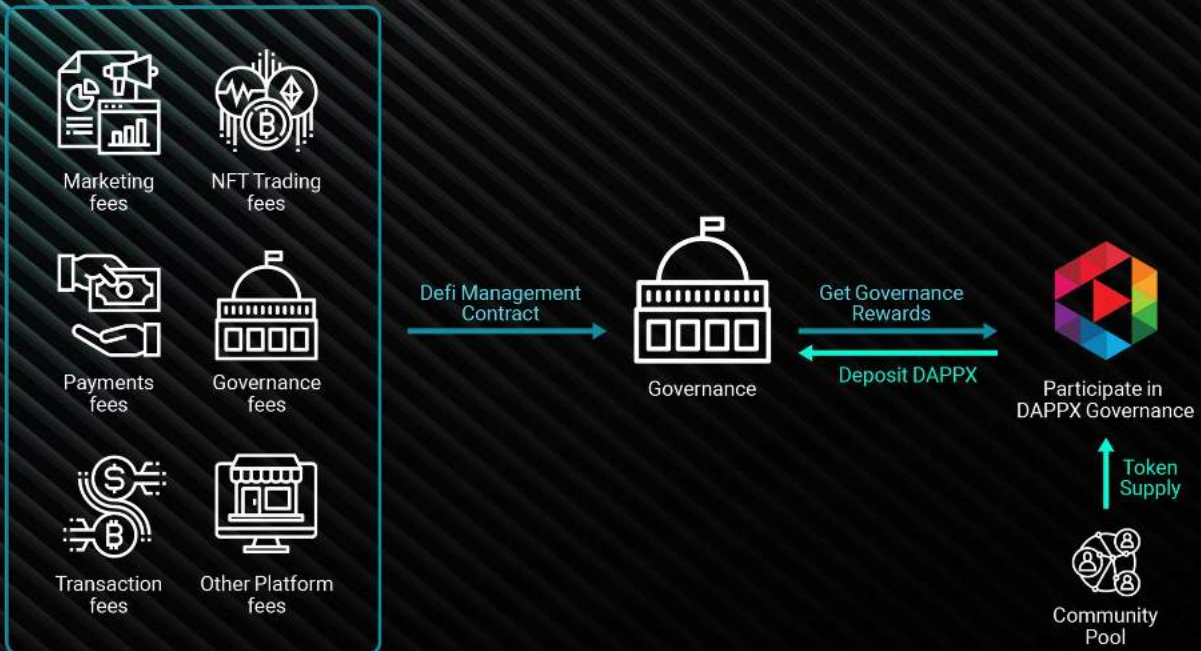 Marketing
fees
NFT Trading
fees
Payments
fees
Governance
fees
Transaction
fees
Other Platform
fees
Defi Management
Contract
Governance
Get Governance
Rewards
Deposit DAPPX
Participate in
DAPPX Governance
Token
Supply
Community
Pool